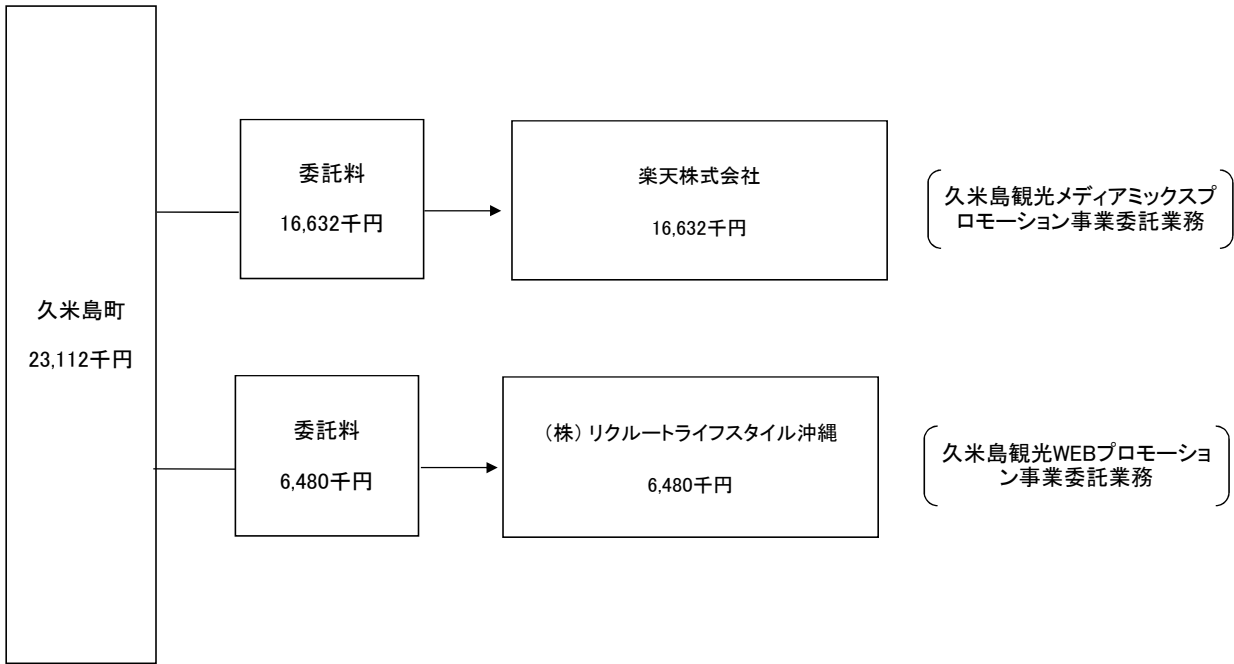 久米島町
23,112千円
委託料
16,632千円
楽天株式会社
16,632千円
久米島観光メディアミックスプ
ロモーション事業委託業務
委託料
6,480千円
（株）リクルートライフスタイル沖縄
6,480千円
久米島観光WEBプロモーショ
ン事業委託業務